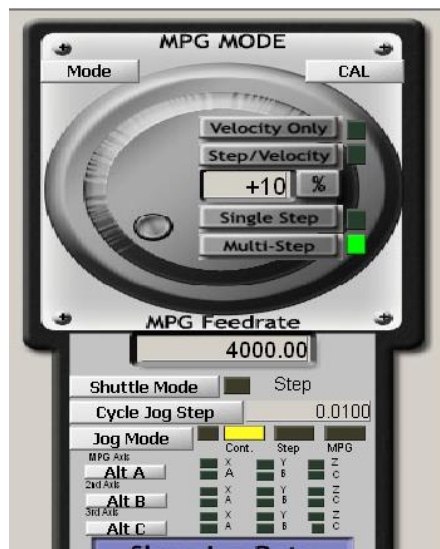 MPG MODE
Mode CAL
Velocity Only
Step/Velocity
+10 %
Single Step
Multi-Step
MPG Feedrate
4000.00
Shuttle Mode Step
Cycle Jog Step 0.0100
Jog Mode
Cont. Step MPG
MPG Axis
X Y Z
Alt A A B C
2nd Axis
X Y Z
Alt B A B C
3rd Axis
X Y Z
Alt C A B C